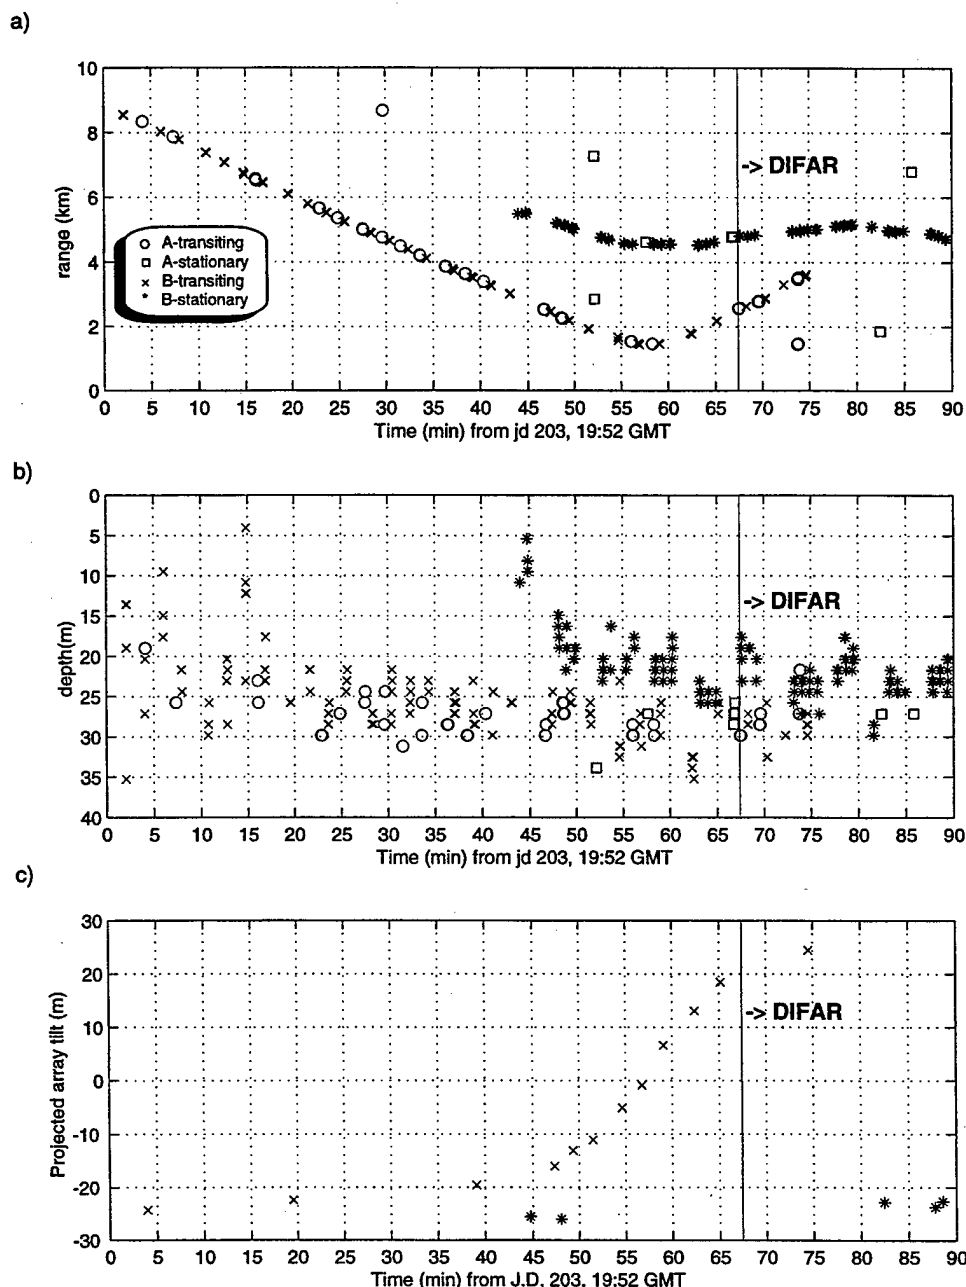 a)
10
8
6
4
2
0
range (km)
-> DIFAR
A-transiting
A-stationary
B-transiting
* B-stationary
0 5 10 15 20 25 30 35 40 45 50 55 60 65 70 75 80 85 90
Time (min) from jd 203, 19:52 GMT
b)
0
5
10
15
20
25
30
35
40
depth(m)
-> DIFAR
0 5 10 15 20 25 30 35 40 45 50 55 60 65 70 75 80 85 90
Time (min) from jd 203, 19:52 GMT
c)
30
20
10
0
-10
-20
-30
Projected array tilt (m)
-> DIFAR
0 5 10 15 20 25 30 35 40 45 50 55 60 65 70 75 80 85 90
Time (min) from J.D. 203, 19:52 GMT